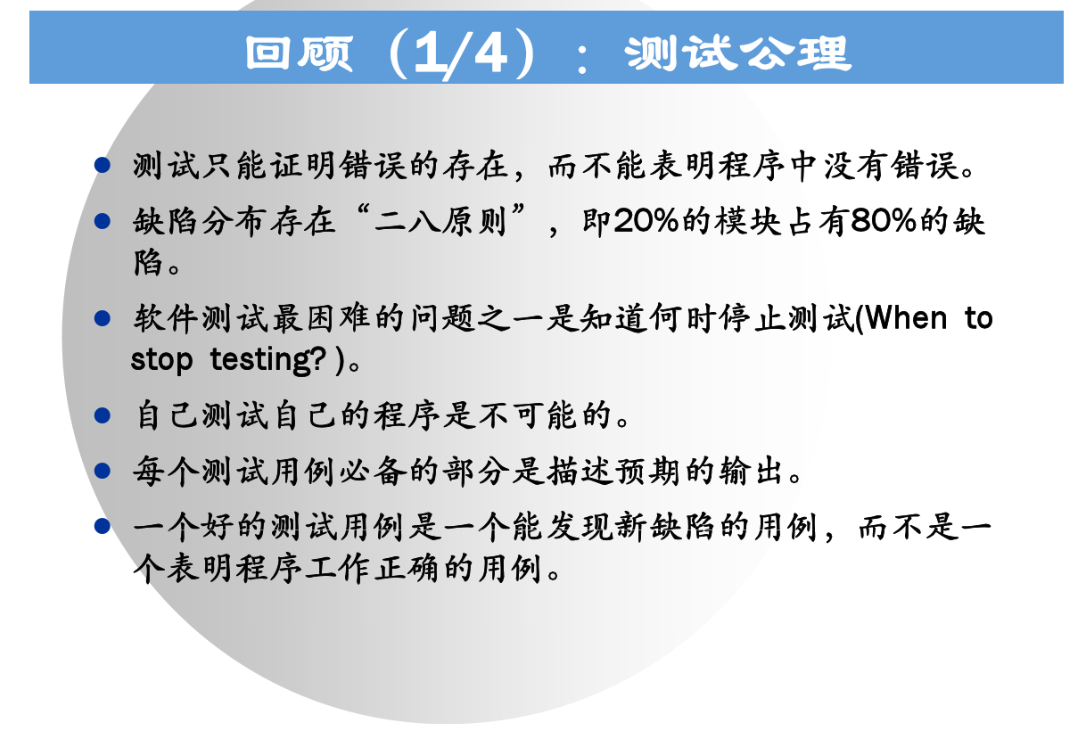 回顾（1/4）：测试公理
测试只能证明错误的存在，而不能表明程序中没有错误。
缺陷分布存在“二八原则”，即20%的模块占有80%的缺
陷。
软件测试最困难的问题之一是知道何时停止测试(When to
stop testing? )。
自己测试自己的程序是不可能的。
每个测试用例必备的部分是描述预期的输出。
一个好的测试用例是一个能发现新缺陷的用例，而不是一
个表明程序工作正确的用例。